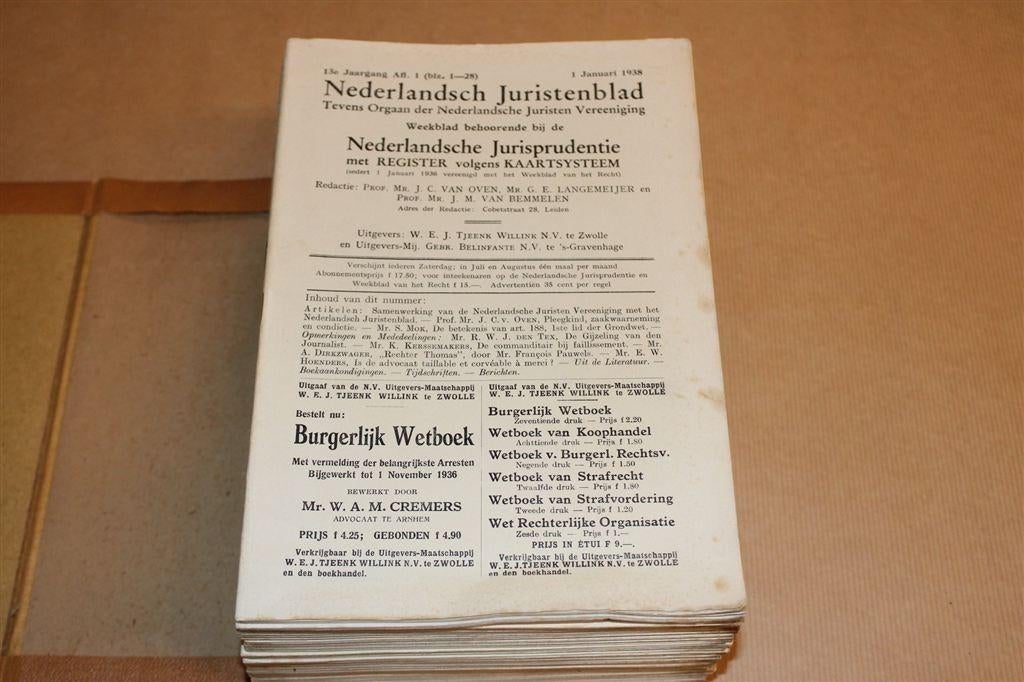 13e Jaargang Afl. 1 (blz. 1—28) 1 Januari 1938
Nederlandsch Juristenblad
Tevens Orgaan der Nederlandsche Juristen Vereeniging
Weekblad behoorende bij de
Nederlandsche Jurisprudentie
met REGISTER volgens KAARTSYSTEEM
(sedert 1 Januari 1936 vereenigd met het Weekblad van het Recht)
Redactie: PROF. MR. J. C. VAN OVEN, MR. G. E. LANGEMEIJER en
PROF. MR. J. M. VAN BEMMELEN
Adres der Redactie: Cobetstraat 28, Leiden
Uitgevers: W. E. J. TJEENK WILLINK N.V. te Zwolle
en Uitgevers-Mij. GEBR. BELINFANTE N.V. te 's-Gravenhage
Verschijnt iederen Zaterdag; in Juli en Augustus één maal per maand
Abonnementsprijs f 17.50; voor inteekenaren op de Nederlandsche Jurisprudentie en
Weekblad van het Recht f 15.—. Advertentiën 35 cent per regel
Inhoud van dit nummer:
Artikelen: Samenwerking van de Nederlandsche Juristen Vereeniging met het
Nederlandsch Juristenblad. — Prof. Mr. J. C. v. OVEN, Pleegkind, zaakwaarneming
en condictie. — Mr. S. MOK, De betekenis van art. 188, 1ste lid der Grondwet. —
Opmerkingen en Mededeelingen: Mr. R. W. J. DEN TEX, De Gijzeling van den
Journalist. — Mr. K. KERSSEMAKERS, De commanditair bij faillissement. — Mr.
A. DIRKZWAGER, „Rechter Thomas", door Mr. François Pauwels. — Mr. E. W.
HOENDERS, Is de advocaat taillable et corvéable à merci? — Uit de Literatuur. —
Boekaankondigingen. — Tijdschriften. — Berichten.
Uitgaaf van de N.V. Uitgevers-Maatschappij
W. E. J. TJEENK WILLINK te ZWOLLE
Bestelt nu:
Burgerlijk Wetboek
Met vermelding der belangrijkste Arresten
Bijgewerkt tot 1 November 1936
BEWERKT DOOR
Mr. W. A. M. CREMERS
ADVOCAAT TE ARNHEM
PRIJS f 4.25; GEBONDEN f 4.90
Verkrijgbaar bij de Uitgevers-Maatschappij
W. E. J. TJEENK WILLINK N.V. te ZWOLLE
en den boekhandel.
Uitgaaf van de N.V. Uitgevers-Maatschappij
W. E. J. TJEENK WILLINK te ZWOLLE
Burgerlijk Wetboek
Zeventiende druk — Prijs f 2.20
Wetboek van Koophandel
Achttiende druk — Prijs f 1.80
Wetboek v. Burgerl. Rechtsv.
Negende druk — Prijs f 1.50
Wetboek van Strafrecht
Twaalfde druk — Prijs f 1.80
Wetboek van Strafvordering
Tweede druk — Prijs f 1.20
Wet Rechterlijke Organisatie
Zesde druk — Prijs f 1.—
PRIJS IN ÉTUI F 9.—.
Verkrijgbaar bij de Uitgevers-Maatschappij
W. E. J. TJEENK WILLINK N.V. te ZWOLLE
en den boekhandel.